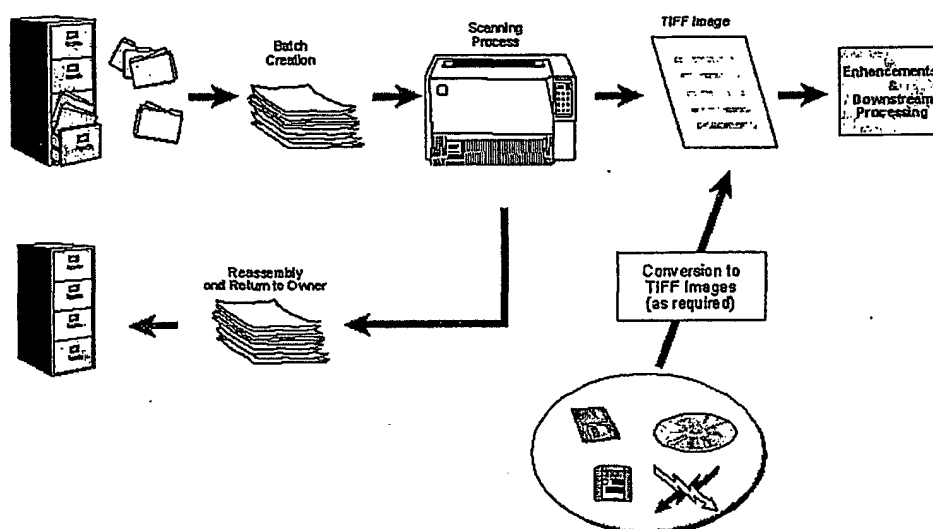 Batch
Creation
Scanning
Process
TIFF Image
Enhancements
&
Downstream
Processing
Reassembly
and Return to Owner
Conversion to
TIFF Images
(as required)